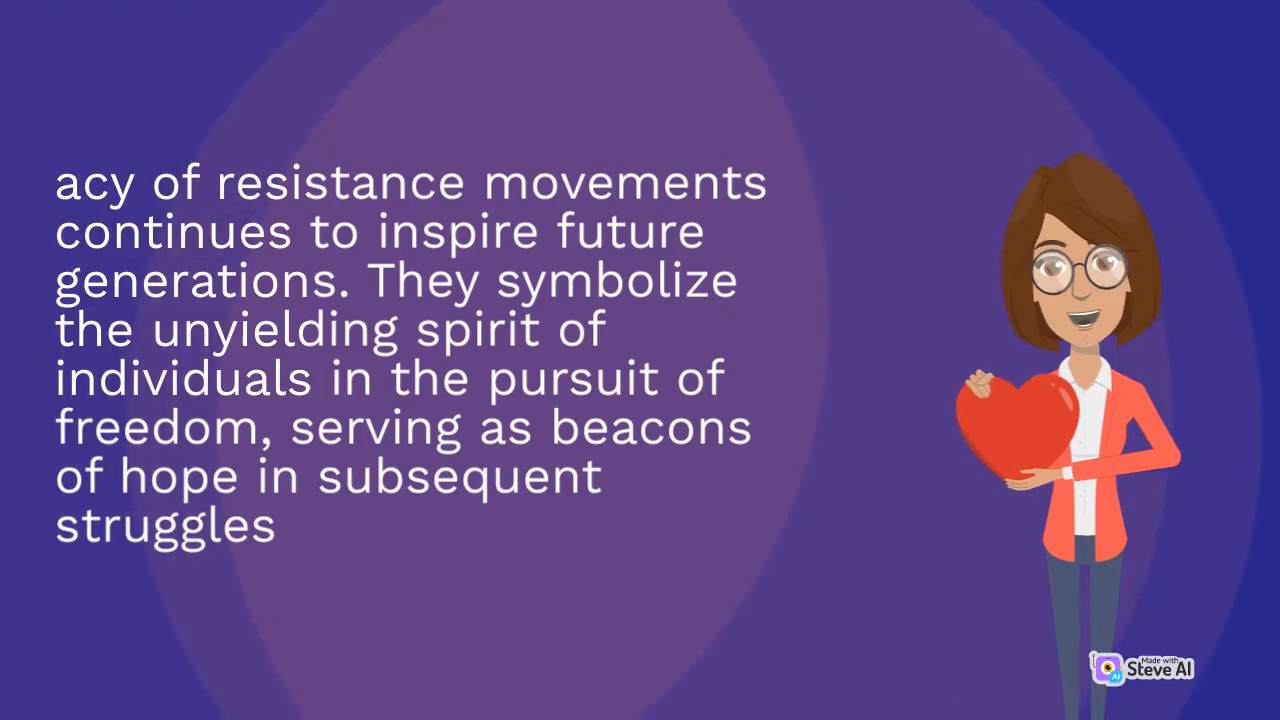 acy of resistance movements
continues to inspire future
generations. They symbolize
the unyielding spirit of
individuals in the pursuit of
freedom, serving as beacons
of hope in subsequent
struggles
Made with
Steve AI
AI